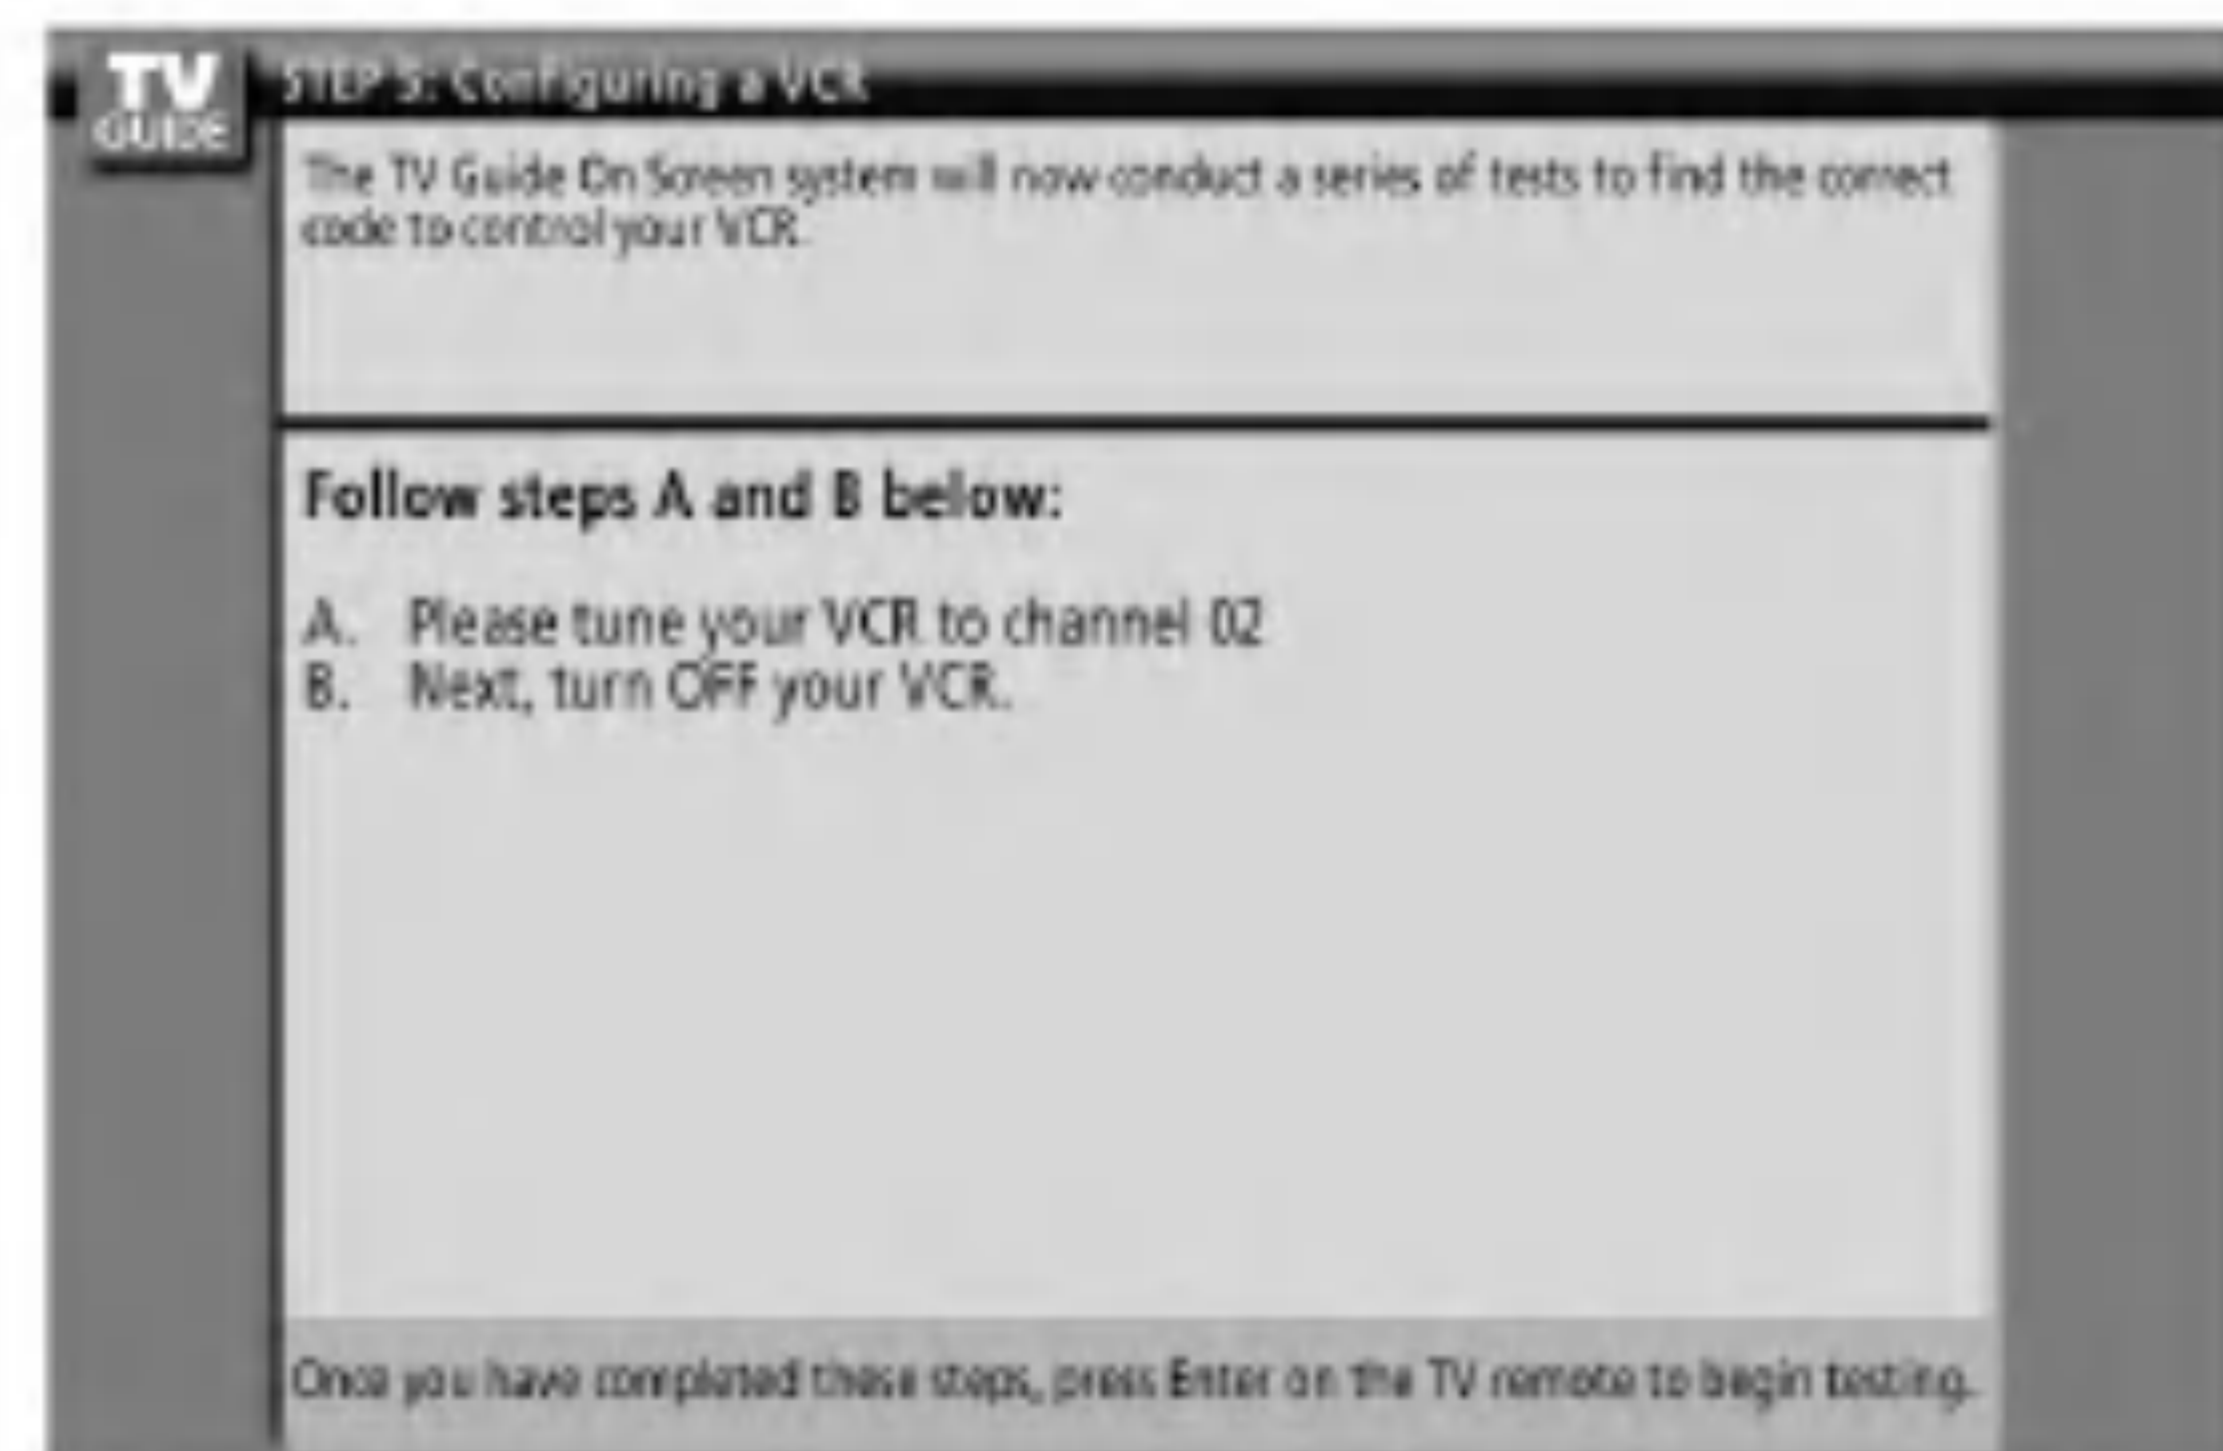 TV
GUIDE
STEP 5: Configuring a VCR
The TV Guide On Screen system will now conduct a series of tests to find the correct
code to control your VCR.
Follow steps A and B below:
A. Please tune your VCR to channel 02
B. Next, turn OFF your VCR.
Once you have completed these steps, press Enter on the TV remote to begin testing.